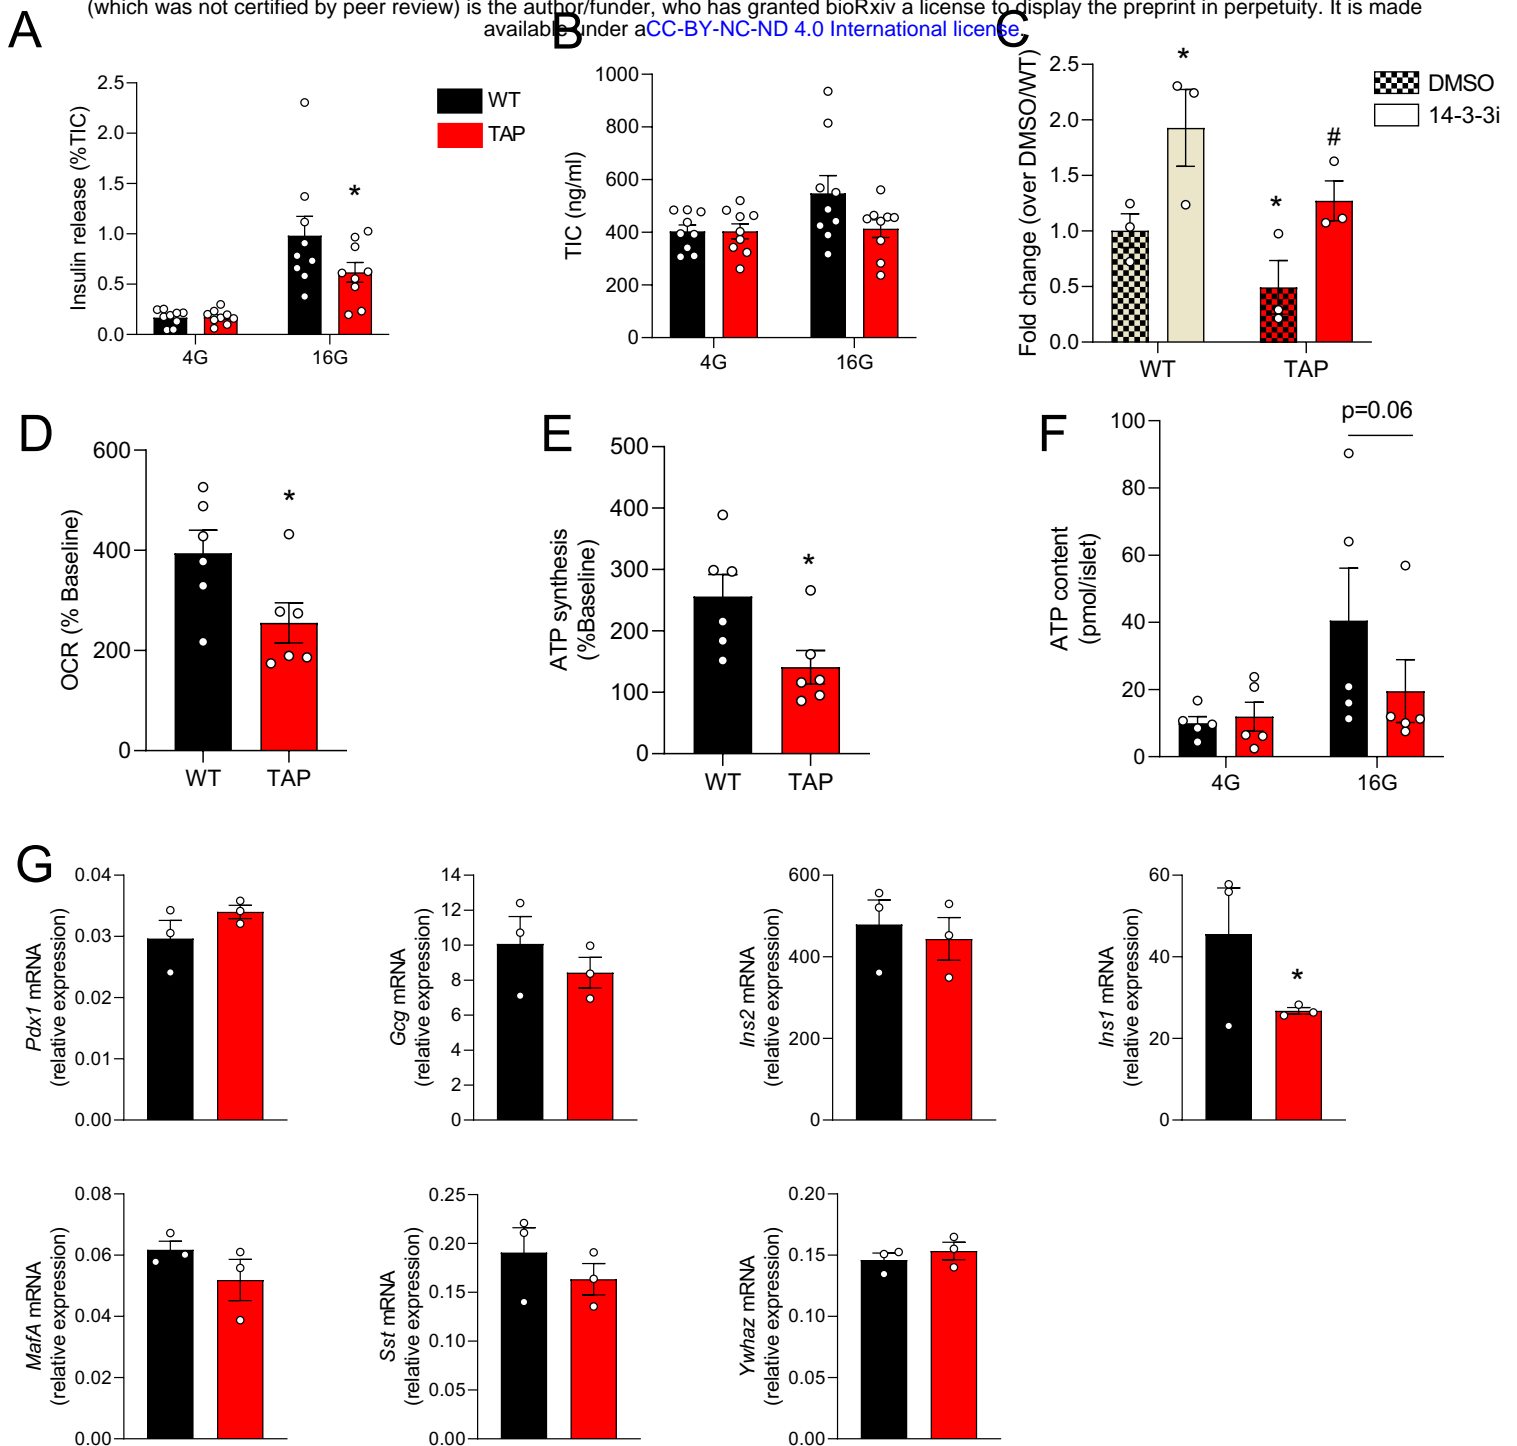 (which was not certified by peer review) is the author/funder, who has granted bioRxiv a license to display the preprint in perpetuity. It is made
available under aCC-BY-NC-ND 4.0 International license.
A
Insulin release (%TIC)
2.5
2.0
1.5
1.0
0.5
0.0
*
4G
16G
WT
TAP
B
TIC (ng/ml)
1000
800
600
400
200
0
4G
16G
C
Fold change (over DMSO/WT)
2.5
2.0
1.5
1.0
0.5
0.0
*
*
#
WT
TAP
DMSO
14-3-3i
D
OCR (% Baseline)
600
400
200
0
*
WT
TAP
E
ATP synthesis
(%Baseline)
500
400
300
200
100
0
*
WT
TAP
F
ATP content
(pmol/islet)
100
80
60
40
20
0
p=0.06
4G
16G
G
Pdx1 mRNA
(relative expression)
0.04
0.03
0.02
0.01
0.00
Gcg mRNA
(relative expression)
14
12
10
8
6
4
2
0
Ins2 mRNA
(relative expression)
600
400
200
0
Ins1 mRNA
(relative expression)
60
40
20
0
*
MafA mRNA
(relative expression)
0.08
0.06
0.04
0.02
0.00
Sst mRNA
(relative expression)
0.25
0.20
0.15
0.10
0.05
0.00
Ywhaz mRNA
(relative expression)
0.20
0.15
0.10
0.05
0.00